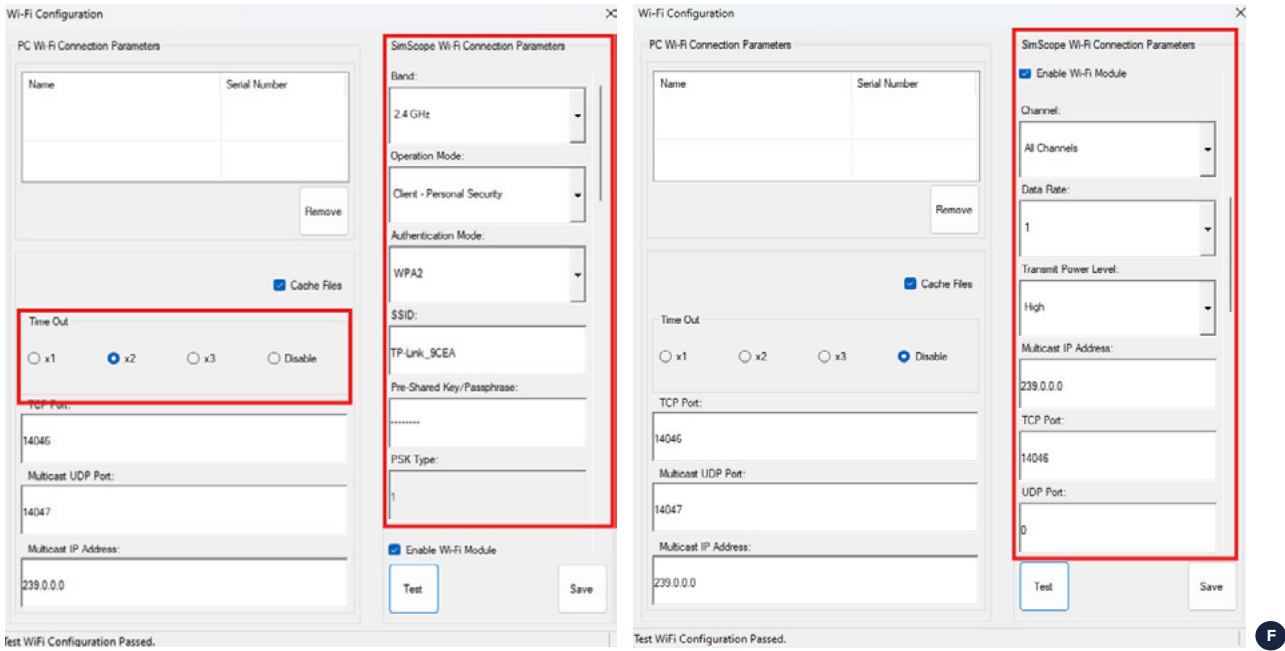 Wi-Fi Configuration
PC Wi-Fi Connection Parameters
Name Serial Number
Remove
Cache Files
Time Out
x1 x2 x3 Disable
TCP Port:
14046
Multicast UDP Port:
14047
Multicast IP Address:
239.0.0.0
SimScope Wi-Fi Connection Parameters
Band:
2.4 GHz
Operation Mode:
Client - Personal Security
Authentication Mode:
WPA2
SSID:
TP-Link_9CEA
Pre-Shared Key/Passphrase:
--------
PSK Type:
1
Enable Wi-Fi Module
Test Save
Test WiFi Configuration Passed.
Wi-Fi Configuration
PC Wi-Fi Connection Parameters
Name Serial Number
Remove
Cache Files
Time Out
x1 x2 x3 Disable
TCP Port:
14046
Multicast UDP Port:
14047
Multicast IP Address:
239.0.0.0
SimScope Wi-Fi Connection Parameters
Enable Wi-Fi Module
Channel:
All Channels
Data Rate:
1
Transmit Power Level:
High
Multicast IP Address:
239.0.0.0
TCP Port:
14046
UDP Port:
0
Test Save
Test WiFi Configuration Passed.
F